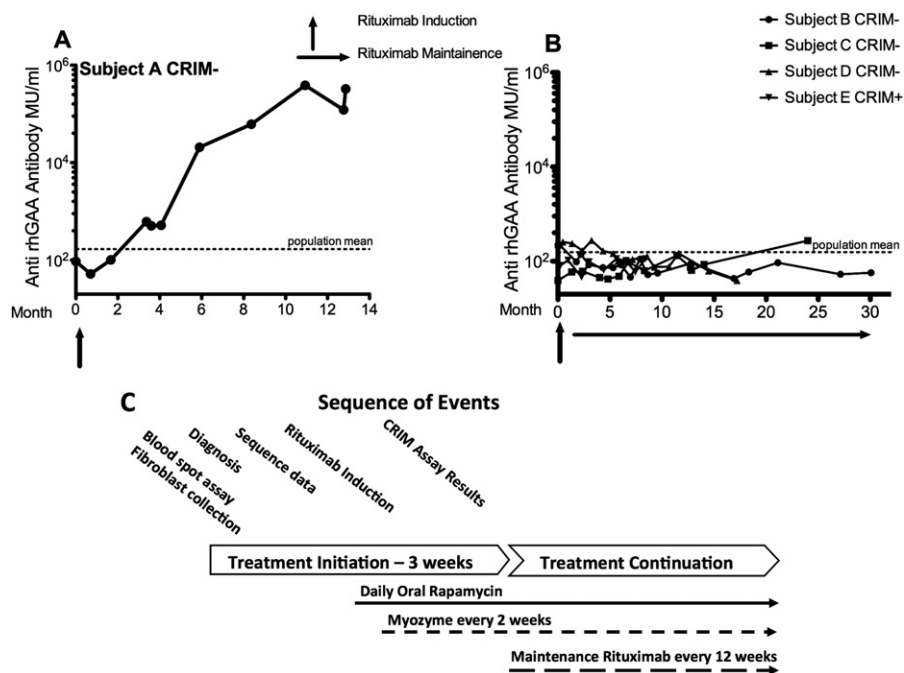 A
Subject A CRIM-
Rituximab Induction
Rituximab Maintainence
Anti rhGAA Antibody MU/ml
10^6
10^4
10^2
population mean
Month
0 2 4 6 8 10 12 14
B
Subject B CRIM-
Subject C CRIM-
Subject D CRIM-
Subject E CRIM+
Anti rhGAA Antibody MU/ml
10^6
10^4
10^2
population mean
Month
0 5 10 15 20 25 30
C
Sequence of Events
Blood spot assay
Fibroblast collection
Diagnosis
Sequence data
Rituximab Induction
CRIM Assay Results
Treatment Initiation – 3 weeks
Treatment Continuation
Daily Oral Rapamycin
Myozyme every 2 weeks
Maintenance Rituximab every 12 weeks